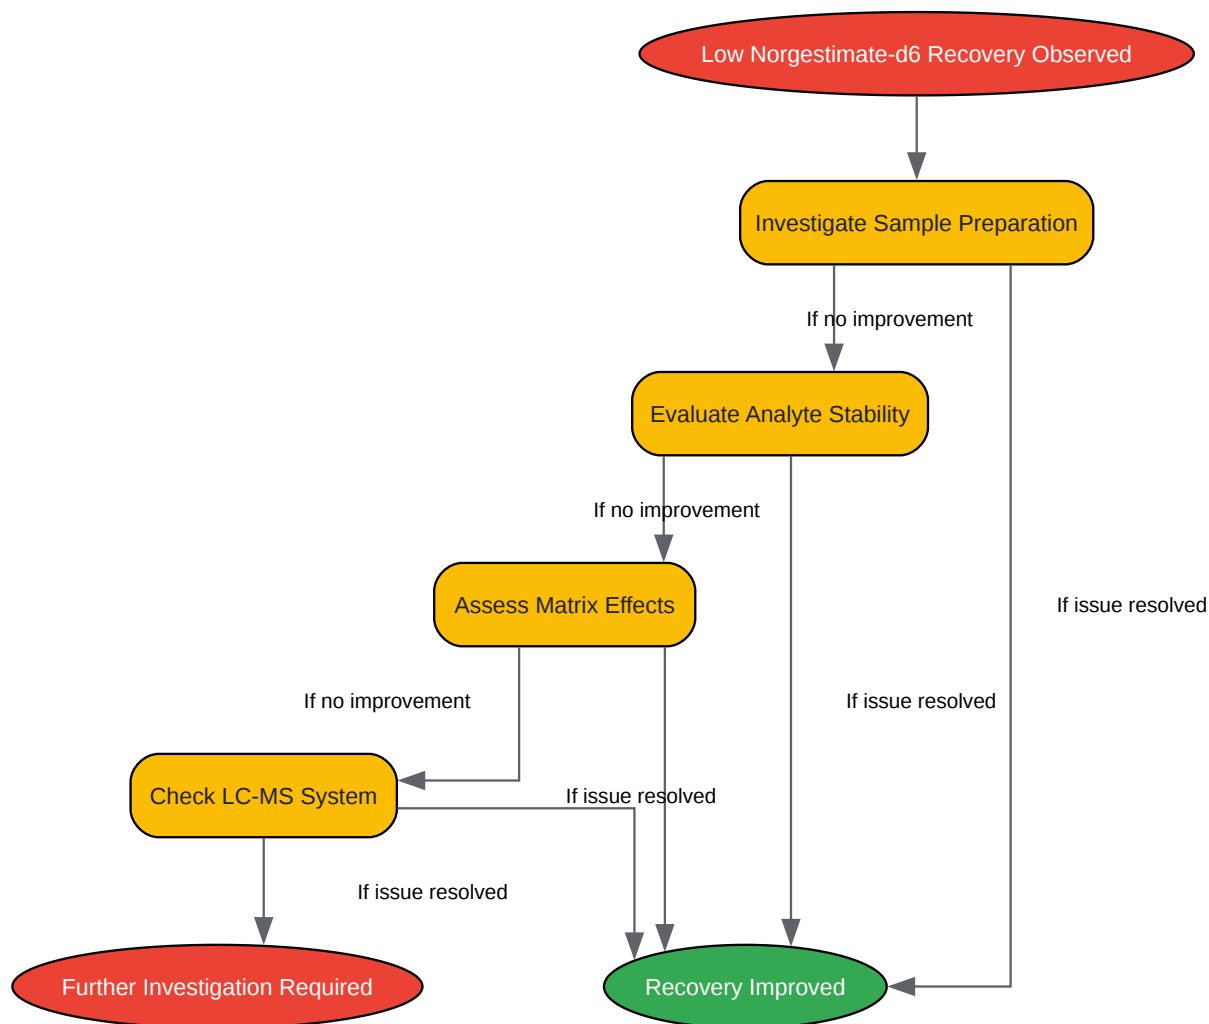 Low Norgestimate-d6 Recovery Observed
Investigate Sample Preparation
If no improvement
Evaluate Analyte Stability
If no improvement
Assess Matrix Effects
If issue resolved
If no improvement
If issue resolved
Check LC-MS System
If issue resolved
If issue resolved
Further Investigation Required
Recovery Improved